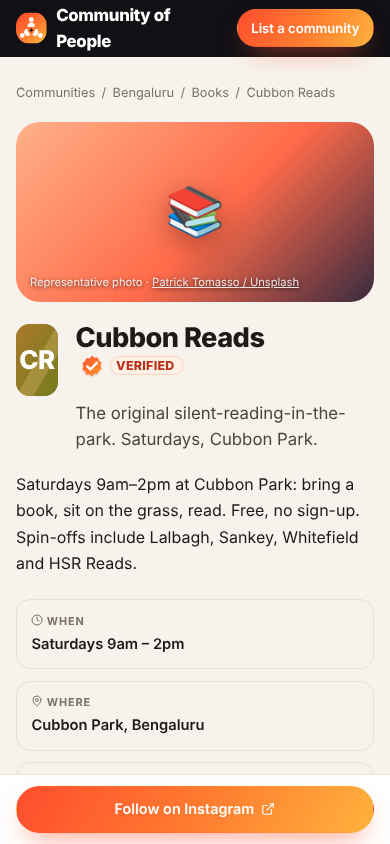 Community of
People
List a community
Communities / Bengaluru / Books / Cubbon Reads
Representative photo · Patrick Tomasso / Unsplash
CR
Cubbon Reads
VERIFIED
The original silent-reading-in-the-
park. Saturdays, Cubbon Park.
Saturdays 9am–2pm at Cubbon Park: bring a
book, sit on the grass, read. Free, no sign-up.
Spin-offs include Lalbagh, Sankey, Whitefield
and HSR Reads.
WHEN
Saturdays 9am – 2pm
WHERE
Cubbon Park, Bengaluru
Follow on Instagram